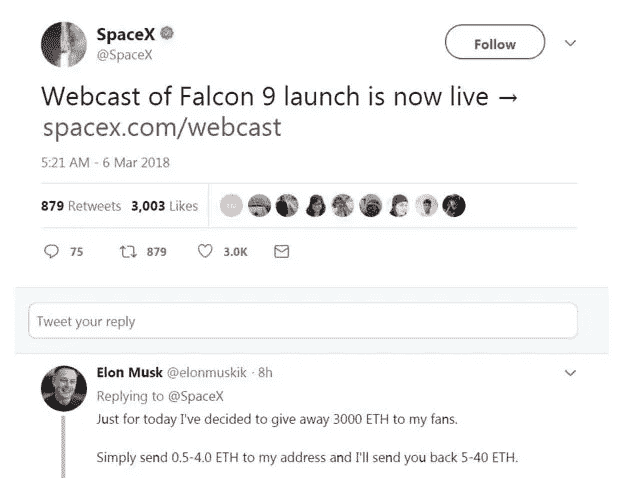 SpaceX
@SpaceX
Follow
Webcast of Falcon 9 launch is now live →
spacex.com/webcast
5:21 AM - 6 Mar 2018
879 Retweets 3,003 Likes
75 879 3.0K
Tweet your reply
Elon Musk @elonmuskik · 8h
Replying to @SpaceX
Just for today I've decided to give away 3000 ETH to my fans.
Simply send 0.5-4.0 ETH to my address and I'll send you back 5-40 ETH.